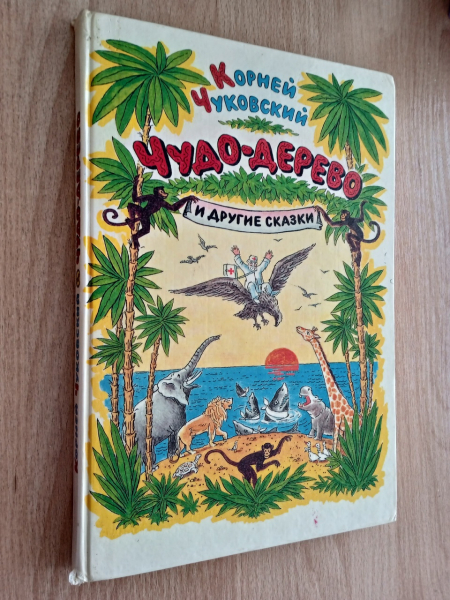 Корней
Чуковский
Чудо-дерево
и другие сказки